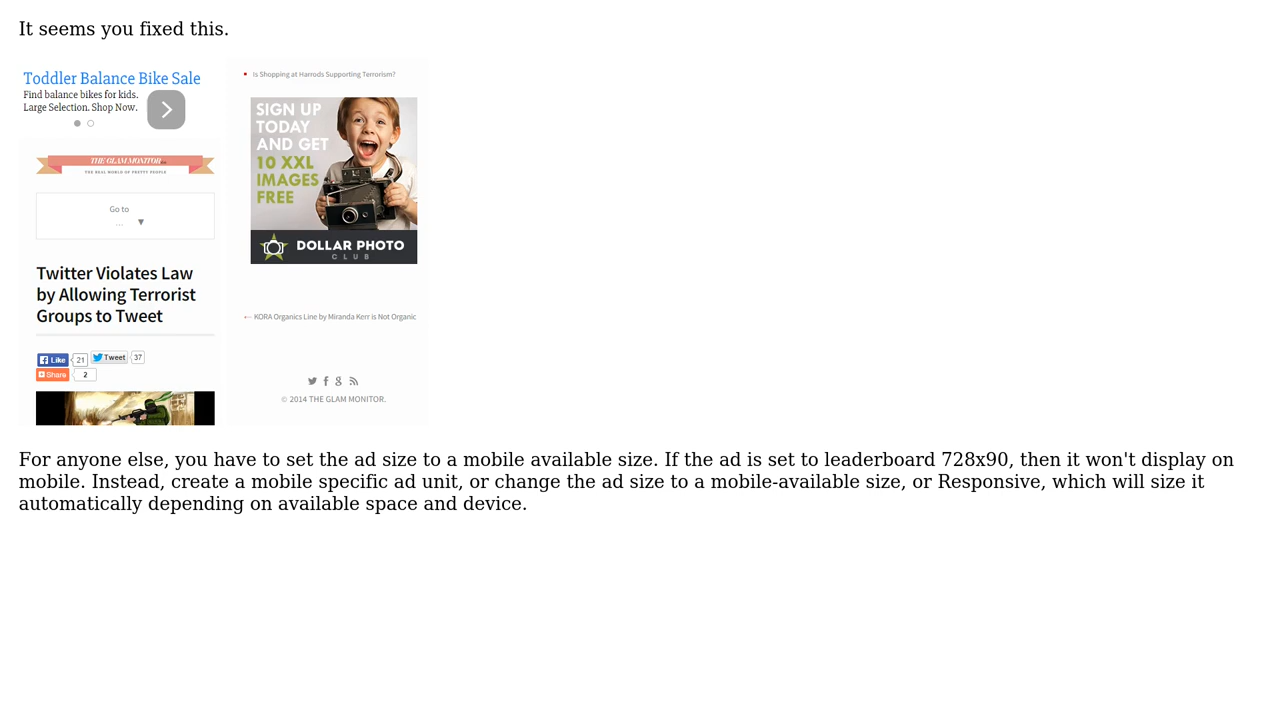 It seems you fixed this.
Toddler Balance Bike Sale
Find balance bikes for kids.
Large Selection. Shop Now.
THE GLAM MONITOR
THE REAL WORLD OF PRETTY PEOPLE
Go to
...
Twitter Violates Law
by Allowing Terrorist
Groups to Tweet
Like 21 Tweet 37
Share 2
Is Shopping at Harrods Supporting Terrorism?
SIGN UP
TODAY
AND GET
10 XXL
IMAGES
FREE
DOLLAR PHOTO
CLUB
← KORA Organics Line by Miranda Kerr is Not Organic
© 2014 THE GLAM MONITOR.
For anyone else, you have to set the ad size to a mobile available size. If the ad is set to leaderboard 728x90, then it won't display on
mobile. Instead, create a mobile specific ad unit, or change the ad size to a mobile-available size, or Responsive, which will size it
automatically depending on available space and device.